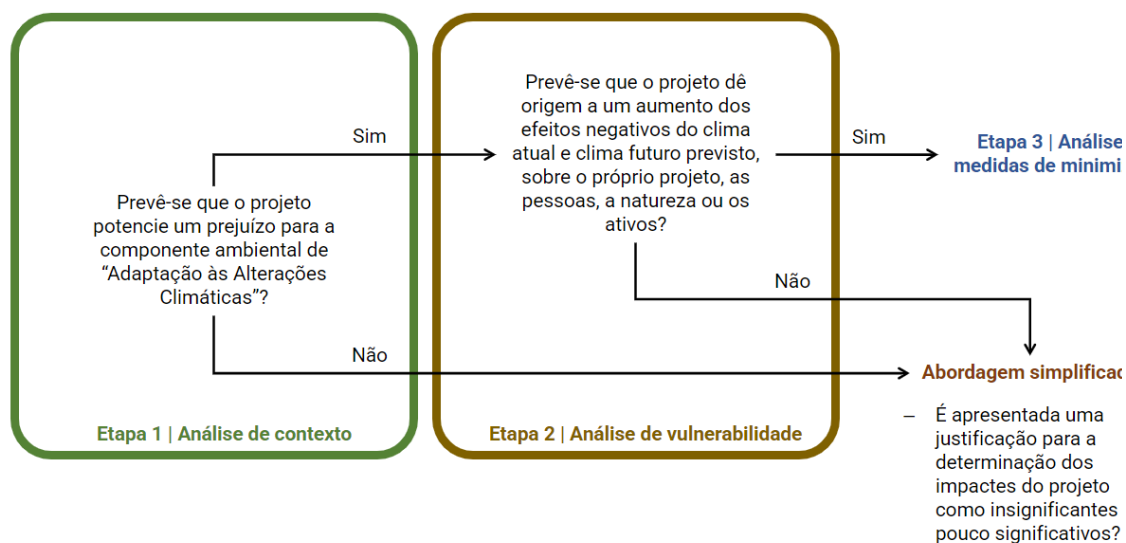 Prevê-se que o projeto
potencie um prejuízo para a
componente ambiental de
“Adaptação às Alterações
Climáticas”?
Sim
Não
Etapa 1 | Análise de contexto
Prevê-se que o projeto dê
origem a um aumento dos
efeitos negativos do clima
atual e clima futuro previsto,
sobre o próprio projeto, as
pessoas, a natureza ou os
ativos?
Sim
Não
Etapa 2 | Análise de vulnerabilidade
Etapa 3 | Análise
medidas de
Abordagem
– É apresentada uma
justificação para a
determinação dos
impactes do projeto
como insignificantes
pouco significativos?